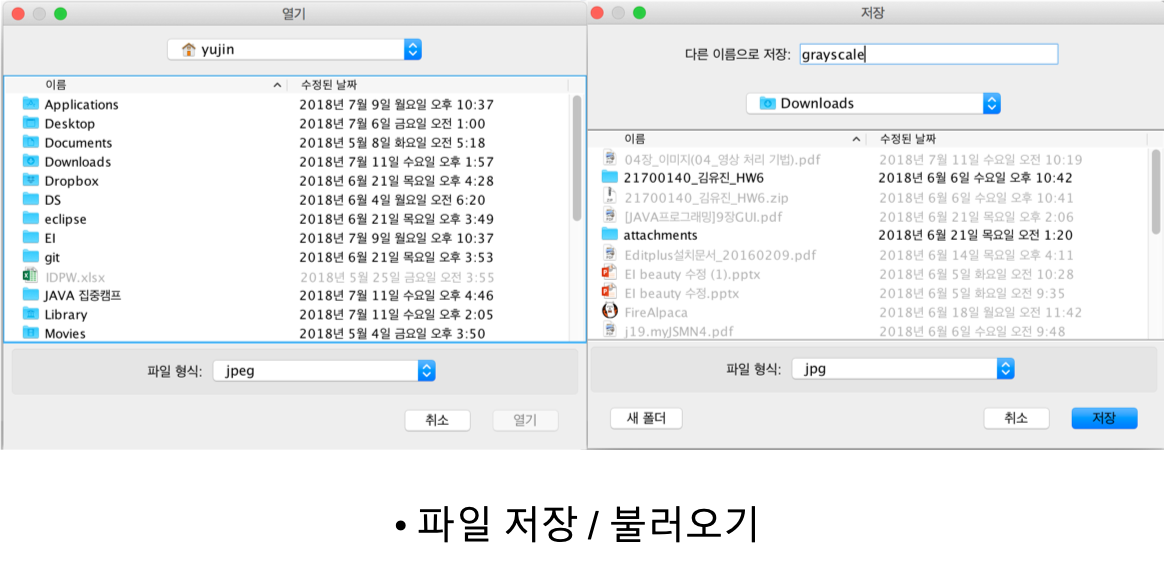 열기
yujin
이름 수정된 날짜
Applications 2018년 7월 9일 월요일 오후 10:37
Desktop 2018년 7월 6일 금요일 오전 1:00
Documents 2018년 5월 8일 화요일 오전 5:18
Downloads 2018년 7월 11일 수요일 오후 1:57
Dropbox 2018년 6월 21일 목요일 오후 4:28
DS 2018년 6월 4일 월요일 오전 6:20
eclipse 2018년 6월 21일 목요일 오후 3:49
EI 2018년 7월 9일 월요일 오후 10:37
git 2018년 6월 21일 목요일 오후 3:53
IDPW.xlsx 2018년 5월 25일 금요일 오전 3:55
JAVA 집중캠프 2018년 7월 11일 수요일 오후 4:46
Library 2018년 7월 11일 수요일 오후 2:05
Movies 2018년 5월 4일 금요일 오후 3:50
파일 형식: jpeg
취소 열기
저장
다른 이름으로 저장: grayscale
Downloads
이름 수정된 날짜
04장_이미지(04_영상 처리 기법).pdf 2018년 7월 11일 수요일 오전 10:19
21700140_김유진_HW6 2018년 6월 6일 수요일 오후 10:42
21700140_김유진_HW6.zip 2018년 6월 6일 수요일 오후 10:41
[JAVA프로그래밍]9장GUI.pdf 2018년 6월 21일 목요일 오후 2:06
attachments 2018년 6월 21일 목요일 오후 1:20
Editplus설치문서_20160209.pdf 2018년 6월 14일 목요일 오후 4:11
EI beauty 수정 (1).pptx 2018년 6월 5일 화요일 오전 10:28
EI beauty 수정.pptx 2018년 6월 5일 화요일 오전 9:35
FireAlpaca 2018년 6월 18일 월요일 오전 11:42
j19.myJSMN4.pdf 2018년 6월 6일 수요일 오전 9:48
파일 형식: jpg
새 폴더 취소 저장
• 파일 저장 / 불러오기